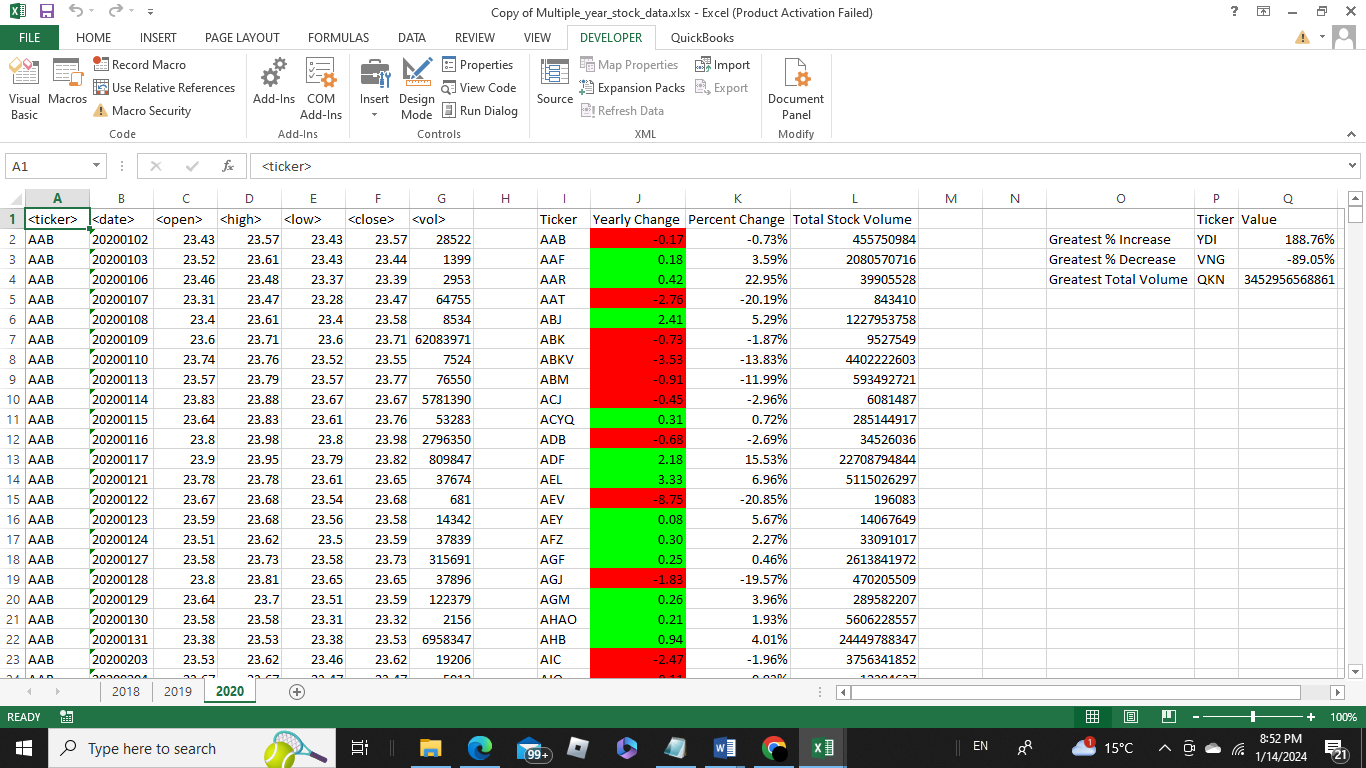 Copy of Multiple_year_stock_data.xlsx - Excel (Product Activation Failed)
FILE HOME INSERT PAGE LAYOUT FORMULAS DATA REVIEW VIEW DEVELOPER QuickBooks
Visual Basic
Macros
Record Macro
Use Relative References
Macro Security
Code
Add-Ins
COM Add-Ins
Add-Ins
Insert
Design Mode
Properties
View Code
Run Dialog
Controls
Source
Map Properties
Expansion Packs
Refresh Data
Import
Export
XML
Document Panel
Modify
A1 fx <ticker>
A B C D E F G H I J K L M N O P Q
1 <ticker> <date> <open> <high> <low> <close> <vol> Ticker Yearly Change Percent Change Total Stock Volume Ticker Value
2 AAB 20200102 23.43 23.57 23.43 23.57 28522 AAB -0.17 -0.73% 455750984 Greatest % Increase YDI 188.76%
3 AAB 20200103 23.52 23.61 23.43 23.44 1399 AAF 0.18 3.59% 2080570716 Greatest % Decrease VNG -89.05%
4 AAB 20200106 23.46 23.48 23.37 23.39 2953 AAR 0.42 22.95% 39905528 Greatest Total Volume QKN 3452956568861
5 AAB 20200107 23.31 23.47 23.28 23.47 64755 AAT -2.76 -20.19% 843410
6 AAB 20200108 23.4 23.61 23.4 23.58 8534 ABJ 2.41 5.29% 1227953758
7 AAB 20200109 23.6 23.71 23.6 23.71 62083971 ABK -0.73 -1.87% 9527549
8 AAB 20200110 23.74 23.76 23.52 23.55 7524 ABKV -3.53 -13.83% 4402222603
9 AAB 20200113 23.57 23.79 23.57 23.77 76550 ABM -0.91 -11.99% 593492721
10 AAB 20200114 23.83 23.88 23.67 23.67 5781390 ACJ -0.45 -2.96% 6081487
11 AAB 20200115 23.64 23.83 23.61 23.76 53283 ACYQ 0.31 0.72% 285144917
12 AAB 20200116 23.8 23.98 23.8 23.98 2796350 ADB -0.68 -2.69% 34526036
13 AAB 20200117 23.9 23.95 23.79 23.82 809847 ADF 2.18 15.53% 22708794844
14 AAB 20200121 23.78 23.78 23.61 23.65 37674 AEL 3.33 6.96% 5115026297
15 AAB 20200122 23.67 23.68 23.54 23.68 681 AEV -8.75 -20.85% 196083
16 AAB 20200123 23.59 23.68 23.56 23.58 14342 AEY 0.08 5.67% 14067649
17 AAB 20200124 23.51 23.62 23.5 23.59 37839 AFZ 0.30 2.27% 33091017
18 AAB 20200127 23.58 23.73 23.58 23.73 315691 AGF 0.25 0.46% 2613841972
19 AAB 20200128 23.8 23.81 23.65 23.65 37896 AGJ -1.83 -19.57% 470205509
20 AAB 20200129 23.64 23.7 23.51 23.59 122379 AGM 0.26 3.96% 289582207
21 AAB 20200130 23.58 23.58 23.31 23.32 2156 AHAO 0.21 1.93% 5606228557
22 AAB 20200131 23.38 23.53 23.38 23.53 6958347 AHB 0.94 4.01% 24449788347
23 AAB 20200203 23.53 23.62 23.46 23.62 19206 AIC -2.47 -1.96% 3756341852
2018 2019 2020
READY 100%
Type here to search 99+ EN 1 15°C 8:52 PM
1/14/2024 21